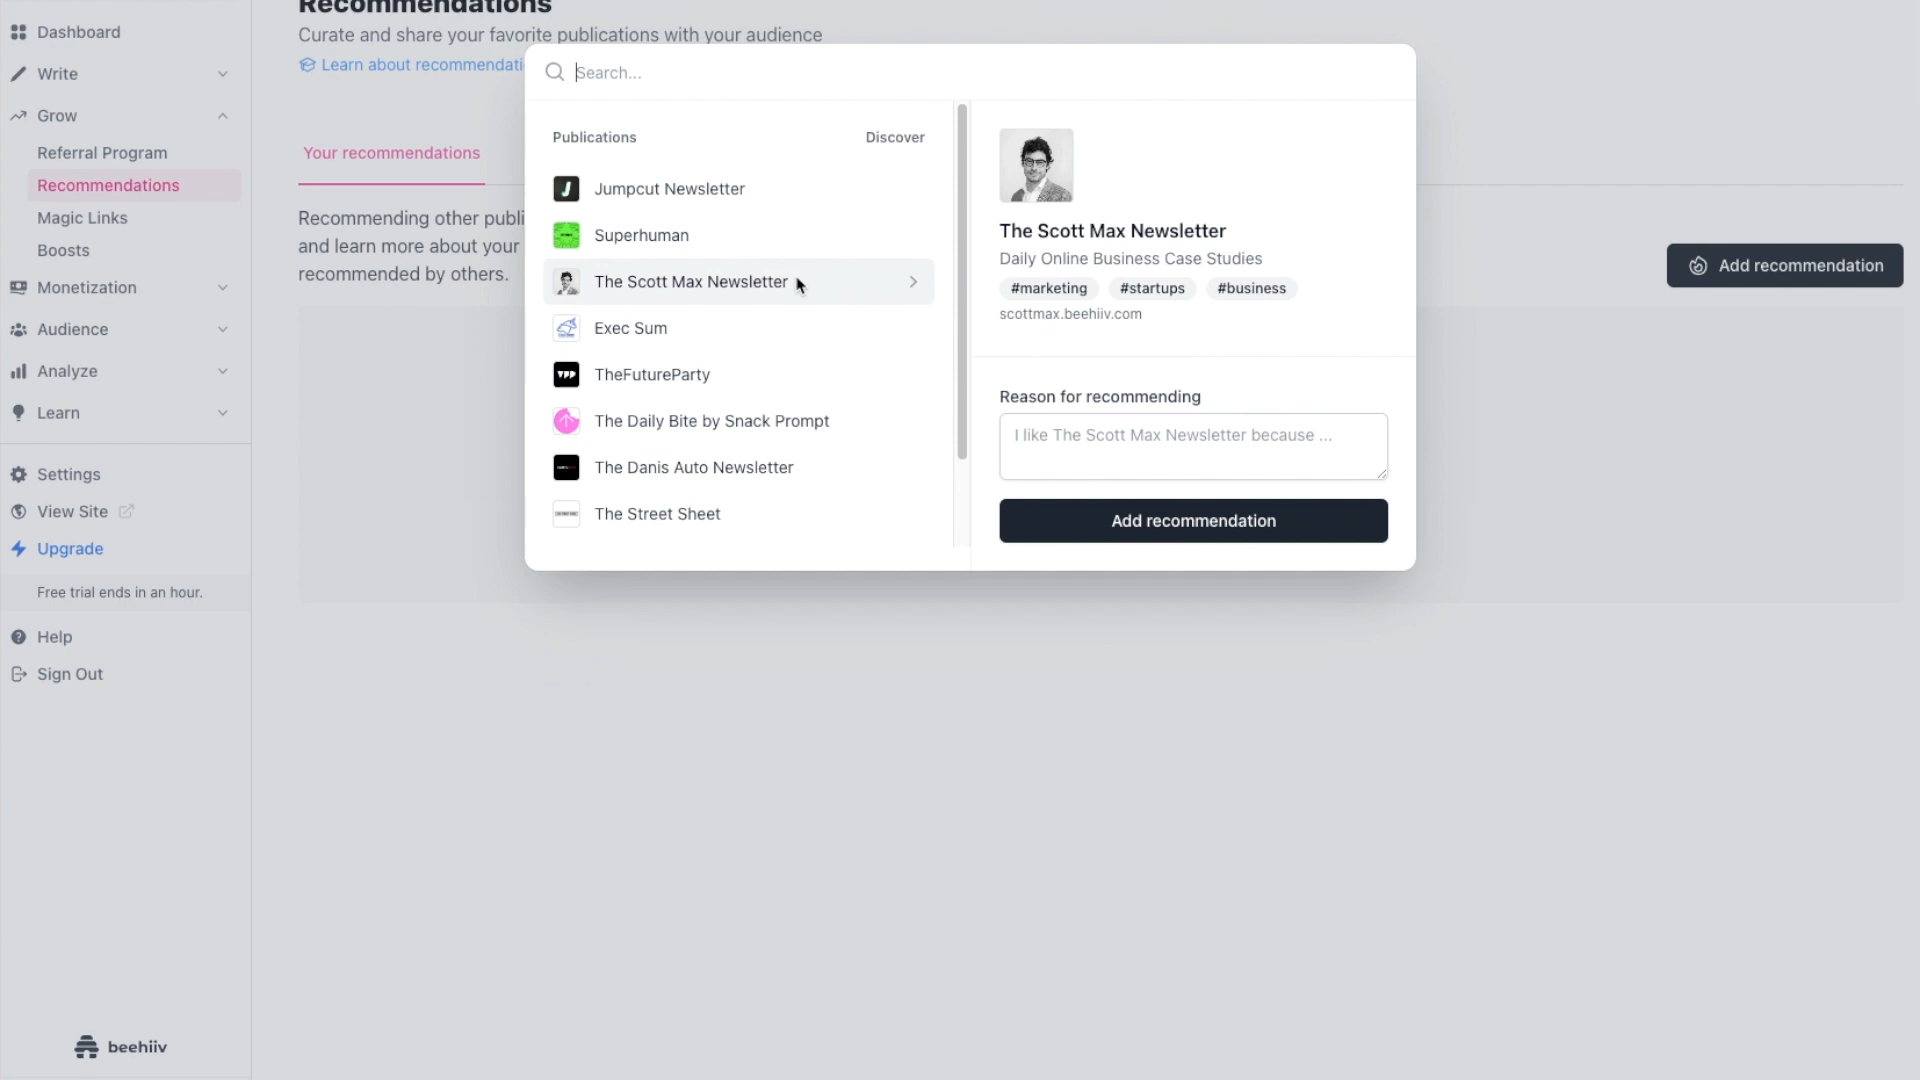 Dashboard
Write
Grow
Referral Program
Recommendations
Magic Links
Boosts
Monetization
Audience
Analyze
Learn
Settings
View Site
Upgrade
Free trial ends in an hour.
Help
Sign Out
beehiiv
Recommendations
Curate and share your favorite publications with your audience
Learn about recommendati
Your recommendations
Recommending other publi
and learn more about your
recommended by others.
Add recommendation
Search...
Publications
Discover
J
Jumpcut Newsletter
Superhuman
The Scott Max Newsletter
Exec Sum
TheFutureParty
The Daily Bite by Snack Prompt
The Danis Auto Newsletter
The Street Sheet
The Scott Max Newsletter
Daily Online Business Case Studies
#marketing #startups #business
scottmax.beehiiv.com
Reason for recommending
I like The Scott Max Newsletter because ...
Add recommendation